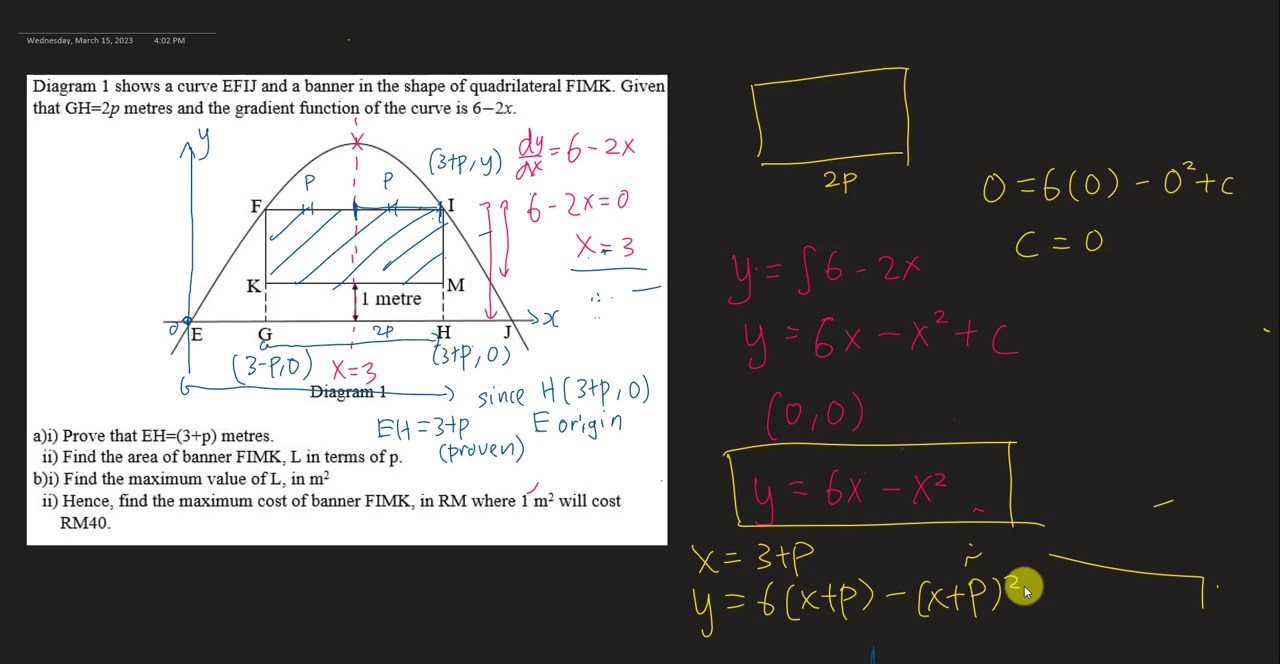 Wednesday, March 15, 2023 4:02 PM
Diagram 1 shows a curve EFIJ and a banner in the shape of quadrilateral FIMK. Given
that GH=2p metres and the gradient function of the curve is 6−2x.
y
X
P P
F I
(3+p, y)
dy/dx = 6 - 2x
6 - 2x = 0
x = 3
∴
K M
1 metre
O E G 2p H J x
(3-p, 0) x = 3 (3+p, 0)
Diagram 1
since H(3+p, 0)
E origin
EH = 3+p
(proven)
a)i) Prove that EH=(3+p) metres.
ii) Find the area of banner FIMK, L in terms of p.
b)i) Find the maximum value of L, in m²
ii) Hence, find the maximum cost of banner FIMK, in RM where 1 m² will cost
RM40.
2p
0 = 6(0) - 0² + c
c = 0
y = ∫ 6 - 2x
y = 6x - x² + c
(0, 0)
y = 6x - x²
x = 3+p
y = 6(x+p) - (x+p)²